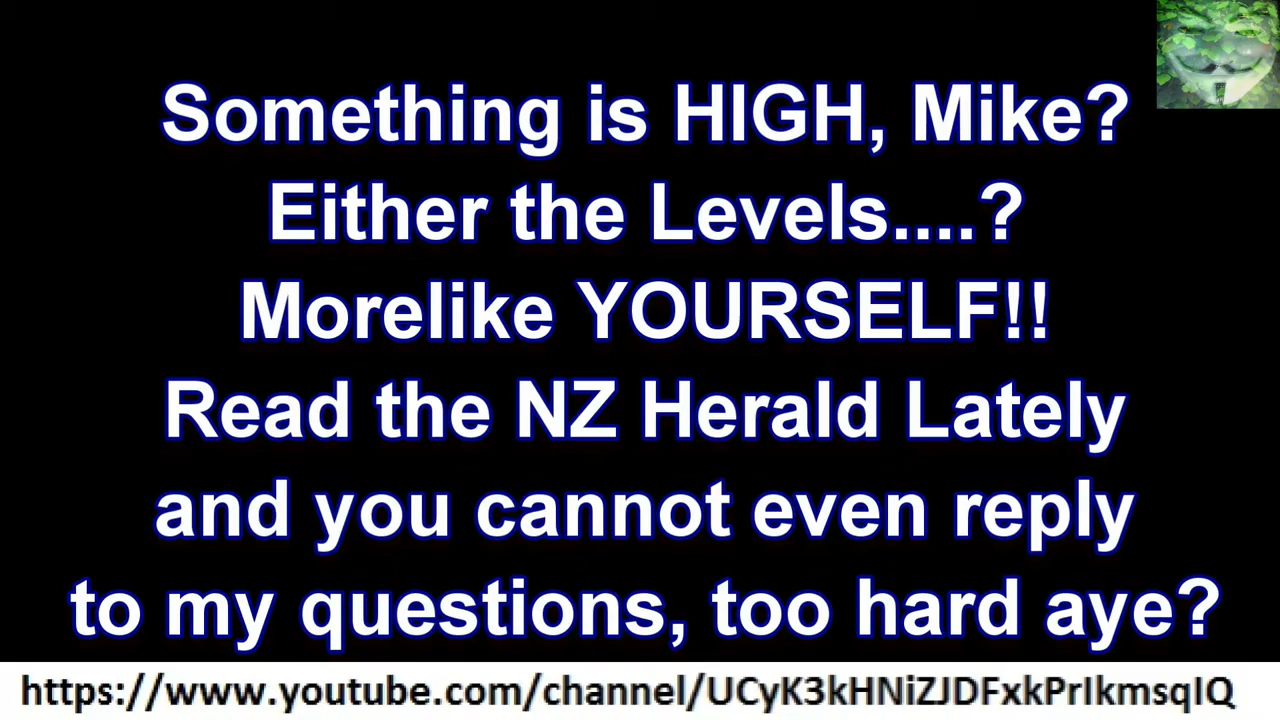 Something is HIGH, Mike?
Either the Levels....?
Morelike YOURSELF!!
Read the NZ Herald Lately
and you cannot even reply
to my questions, too hard aye?
https://www.youtube.com/channel/UCyK3kHNiZJDFxkPrIkmsqIQ